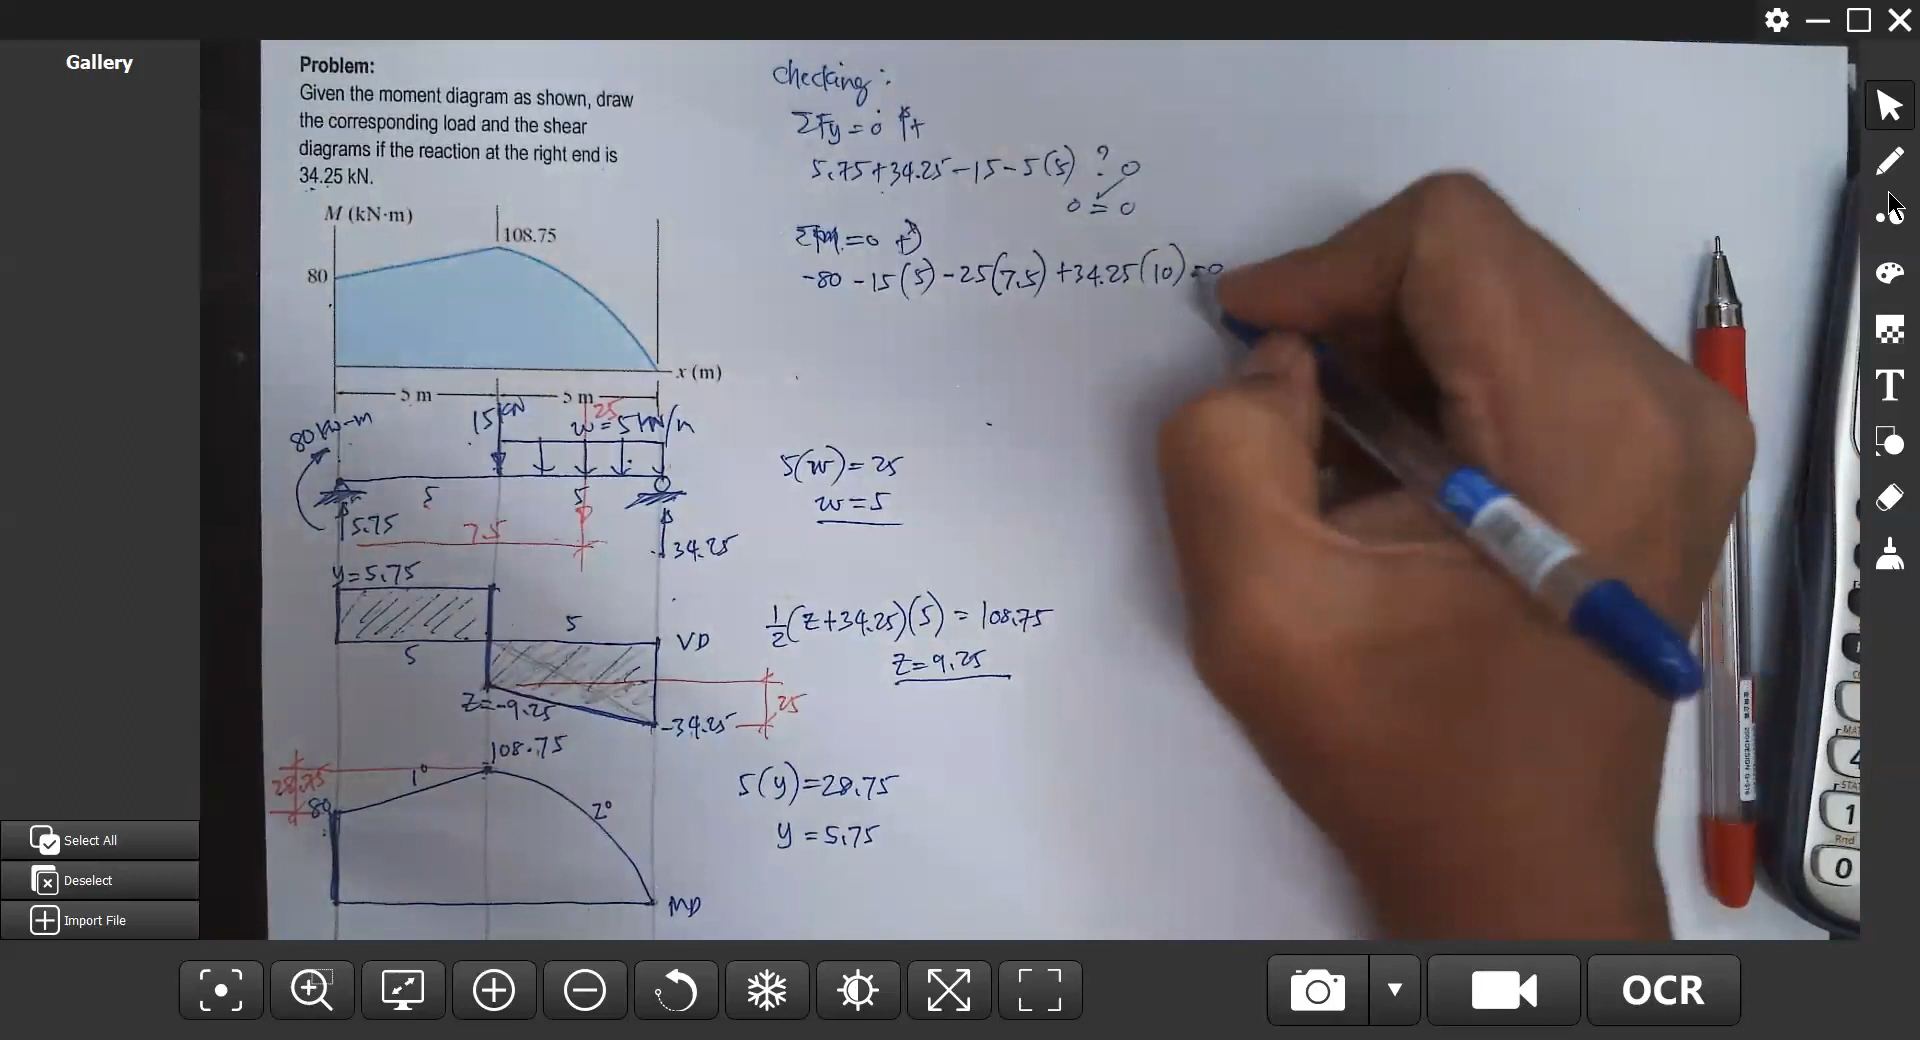 Gallery
Problem:
Given the moment diagram as shown, draw
the corresponding load and the shear
diagrams if the reaction at the right end is
34.25 kN.
M (kN·m)
108.75
80
x (m)
5 m
5 m
80 kN-m
15 kN
25
w=5 kN/m
5
5
5.75
7.5
34.25
y=5.75
5
5
VD
z=-9.25
-34.25
25
108.75
28.75
80
1°
2°
MD
Checking:
ΣFy=0 +
5.75+34.25-15-5(5) ? 0
0 = 0
ΣM=0 +
-80 -15(5) -25(7.5) +34.25(10) =0
5(w)=25
w=5
1/2(z+34.25)(5) = 108.75
z=9.25
5(y)=28.75
y=5.75
Select All
Deselect
Import File
OCR
T
Rnd
4
1
0